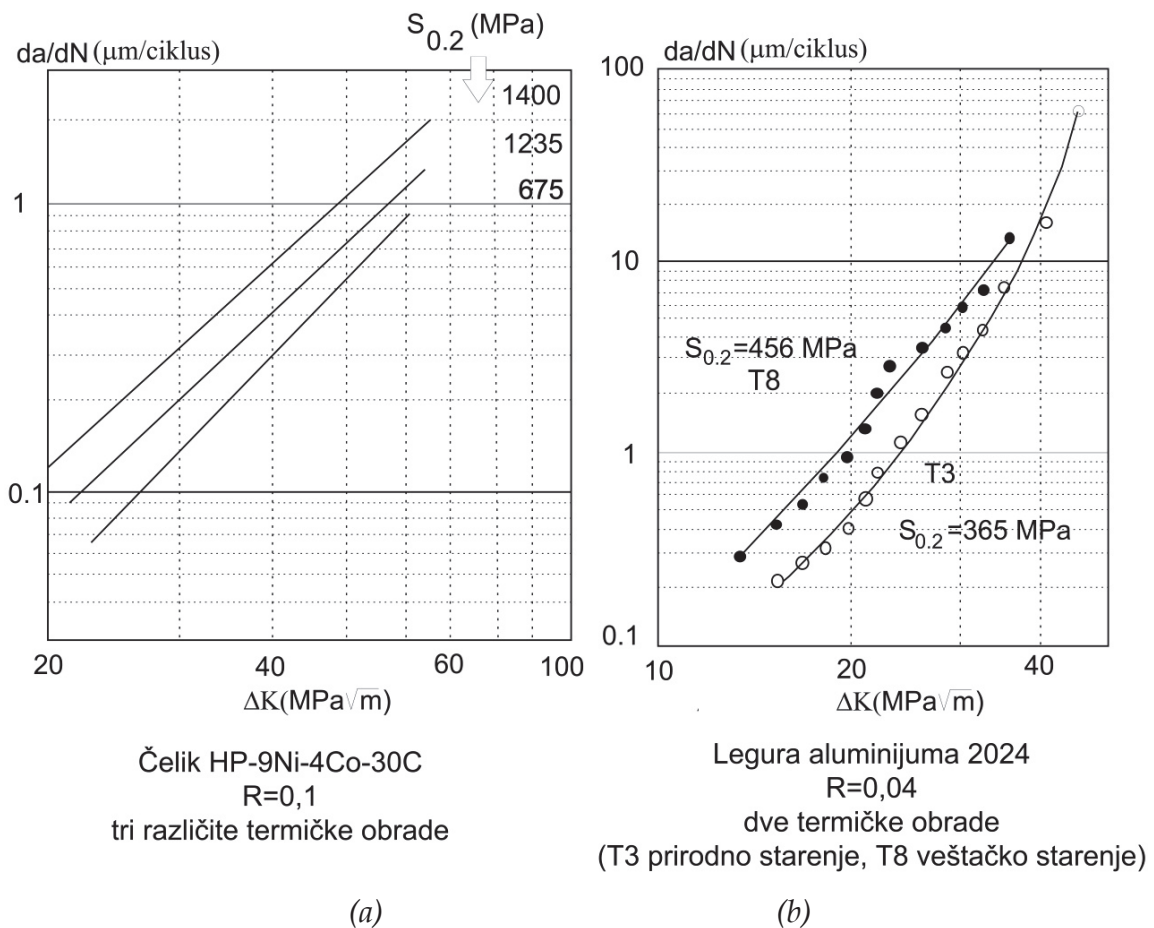 S0.2 (MPa)
da/dN (μm/ciklus)
1400
1235
675
1
0.1
20
40
60
100
ΔK(MPa√m)
Čelik HP-9Ni-4Co-30C
R=0,1
tri različite termičke obrade
(a)
da/dN (μm/ciklus)
100
10
1
0.1
S0.2=456 MPa
T8
T3
S0.2=365 MPa
10
20
40
ΔK(MPa√m)
Legura aluminijuma 2024
R=0,04
dve termičke obrade
(T3 prirodno starenje, T8 veštačko starenje)
(b)